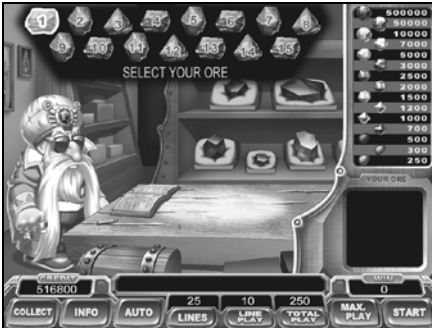 1 2 3 4 5 6 7 8
9 10 11 12 13 14 15
SELECT YOUR ORE
500000
50000
10000
7000
5000
3000
2500
2000
1500
1200
1000
700
500
300
250
YOUR ORE
CREDIT
516800
WIN
0
25
10
250
COLLECT
INFO
AUTO
LINES
LINE PLAY
TOTAL PLAY
MAX. PLAY
START